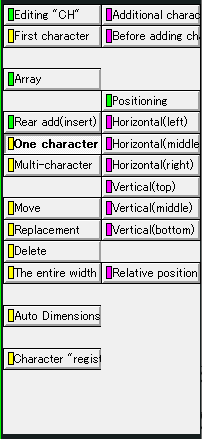 Editing "CH"
Additional charac
First character
Before adding ch
Array
Positioning
Rear add(insert)
Horizontal(left)
One character
Horizontal(middle
Multi-character
Horizontal(right)
Vertical(top)
Move
Vertical(middle)
Replacement
Vertical(bottom)
Delete
The entire width
Relative position
Auto Dimensions
Character "regist